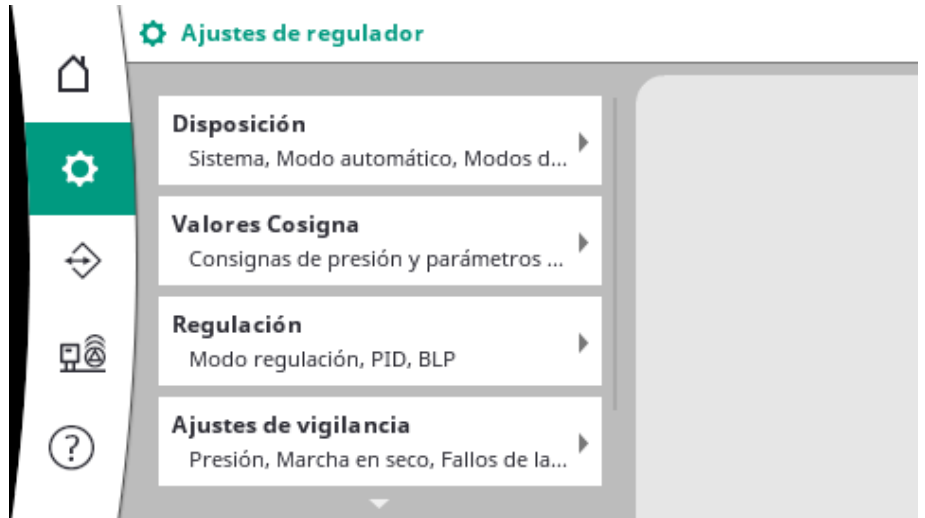 Ajustes de regulador
Disposición
Sistema, Modo automático, Modos d...
Valores Cosigna
Consignas de presión y parámetros ...
Regulación
Modo regulación, PID, BLP
Ajustes de vigilancia
Presión, Marcha en seco, Fallos de la...
?